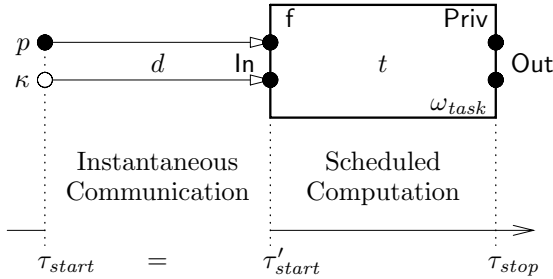 f Priv
p
d In t Out
κ
ω_task
Instantaneous Scheduled
Communication Computation
τ_start = τ′_start τ_stop